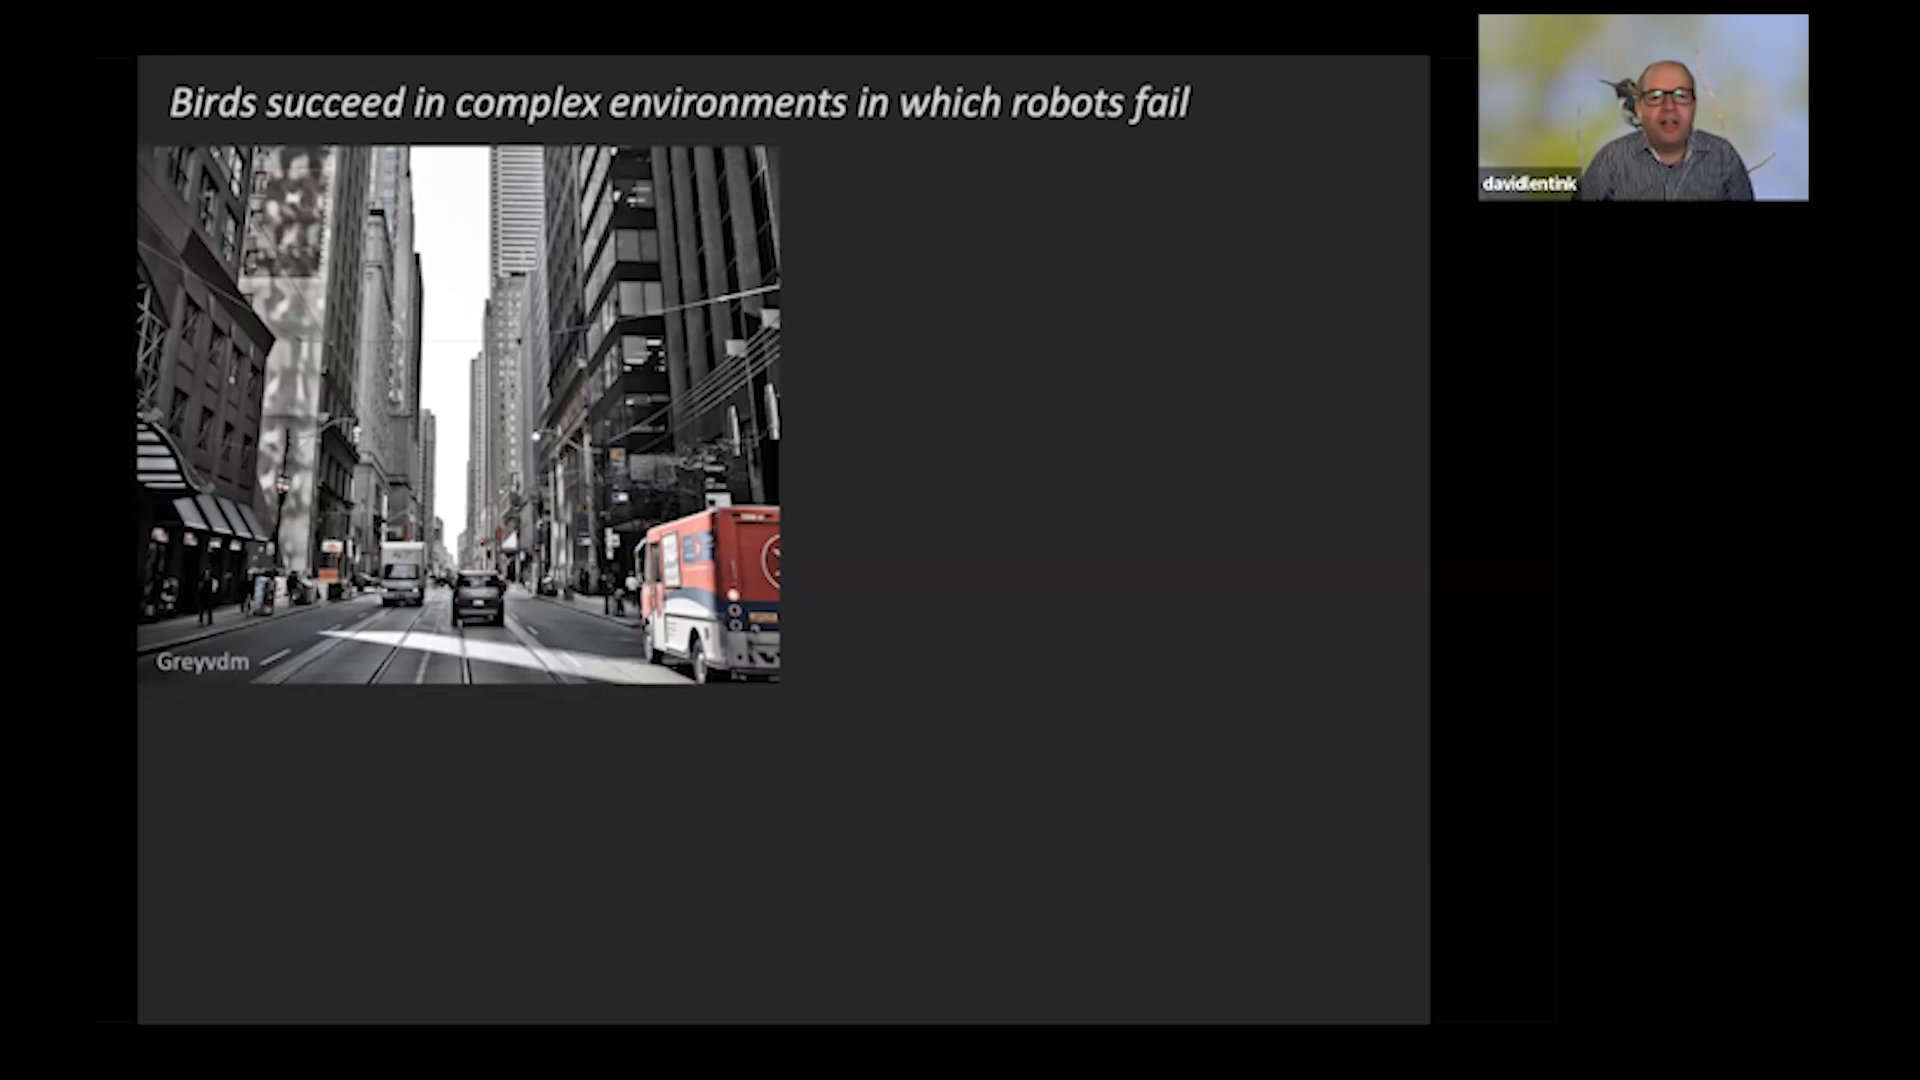 Birds succeed in complex environments in which robots fail
davidlentink
Greyvdm